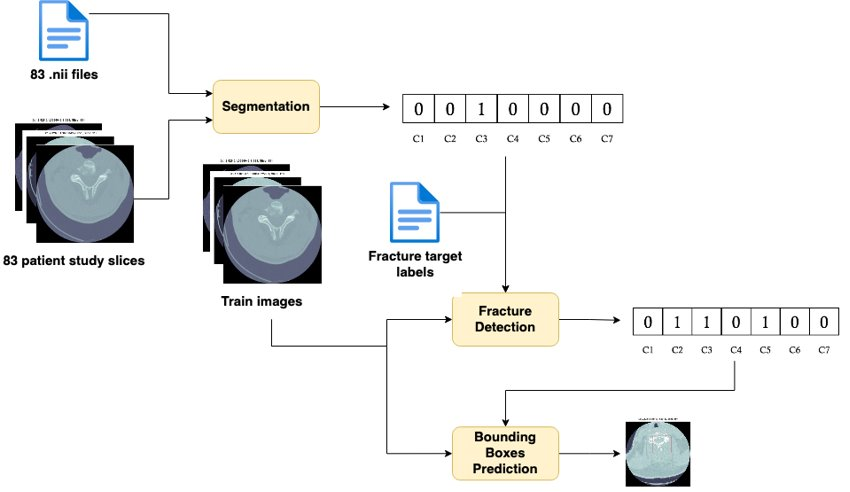 83 .nii files
Segmentation
0 0 1 0 0 0 0
C1 C2 C3 C4 C5 C6 C7
83 patient study slices
Train images
Fracture target
labels
Fracture
Detection
0 1 1 0 1 0 0
C1 C2 C3 C4 C5 C6 C7
Bounding
Boxes
Prediction